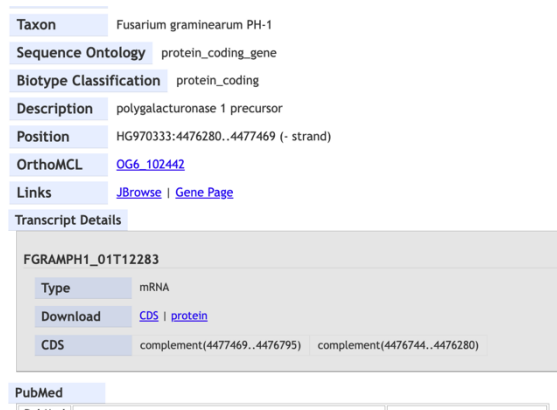 Taxon Fusarium graminearum PH-1
Sequence Ontology protein_coding_gene
Biotype Classification protein_coding
Description polygalacturonase 1 precursor
Position HG970333:4476280..4477469 (- strand)
OrthoMCL OG6_102442
Links JBrowse | Gene Page
Transcript Details
FGRAMPH1_01T12283
Type mRNA
Download CDS | protein
CDS complement(4477469..4476795) complement(4476744..4476280)
PubMed